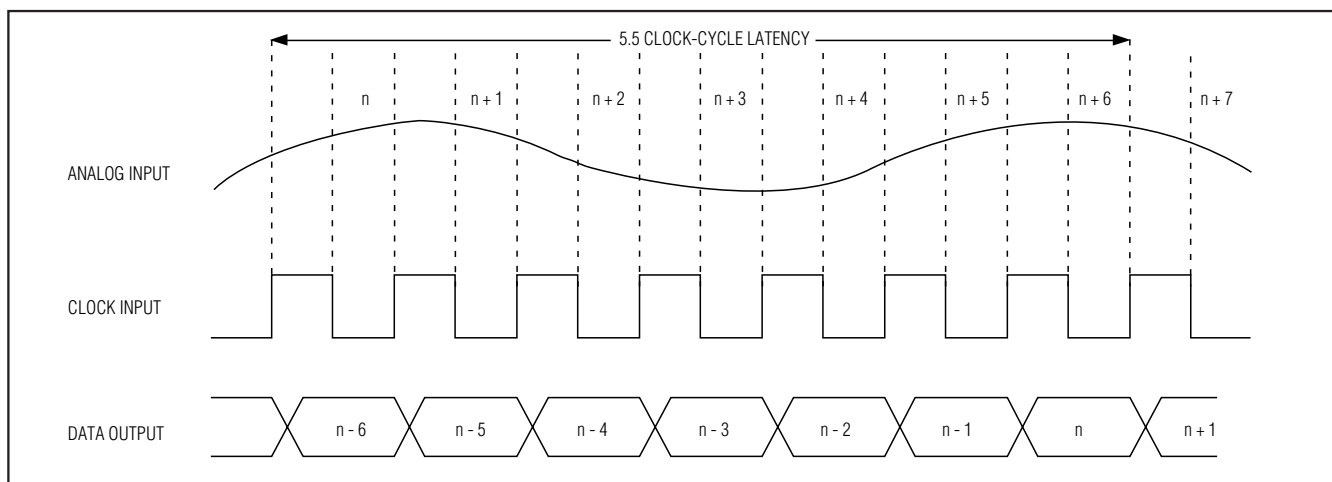 5.5 CLOCK-CYCLE LATENCY
n n + 1 n + 2 n + 3 n + 4 n + 5 n + 6 n + 7
ANALOG INPUT
CLOCK INPUT
DATA OUTPUT n - 6 n - 5 n - 4 n - 3 n - 2 n - 1 n n + 1